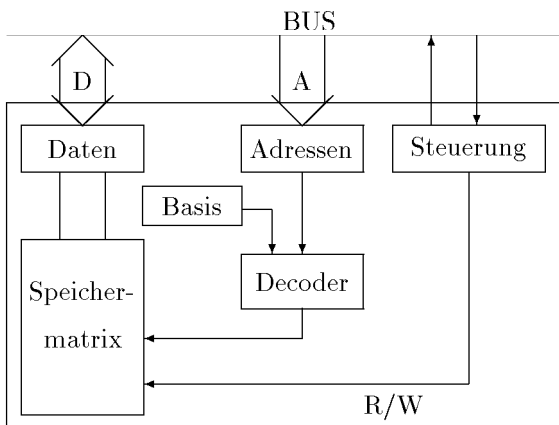 BUS
D
A
Daten
Adressen
Steuerung
Basis
Decoder
Speicher-
matrix
R/W